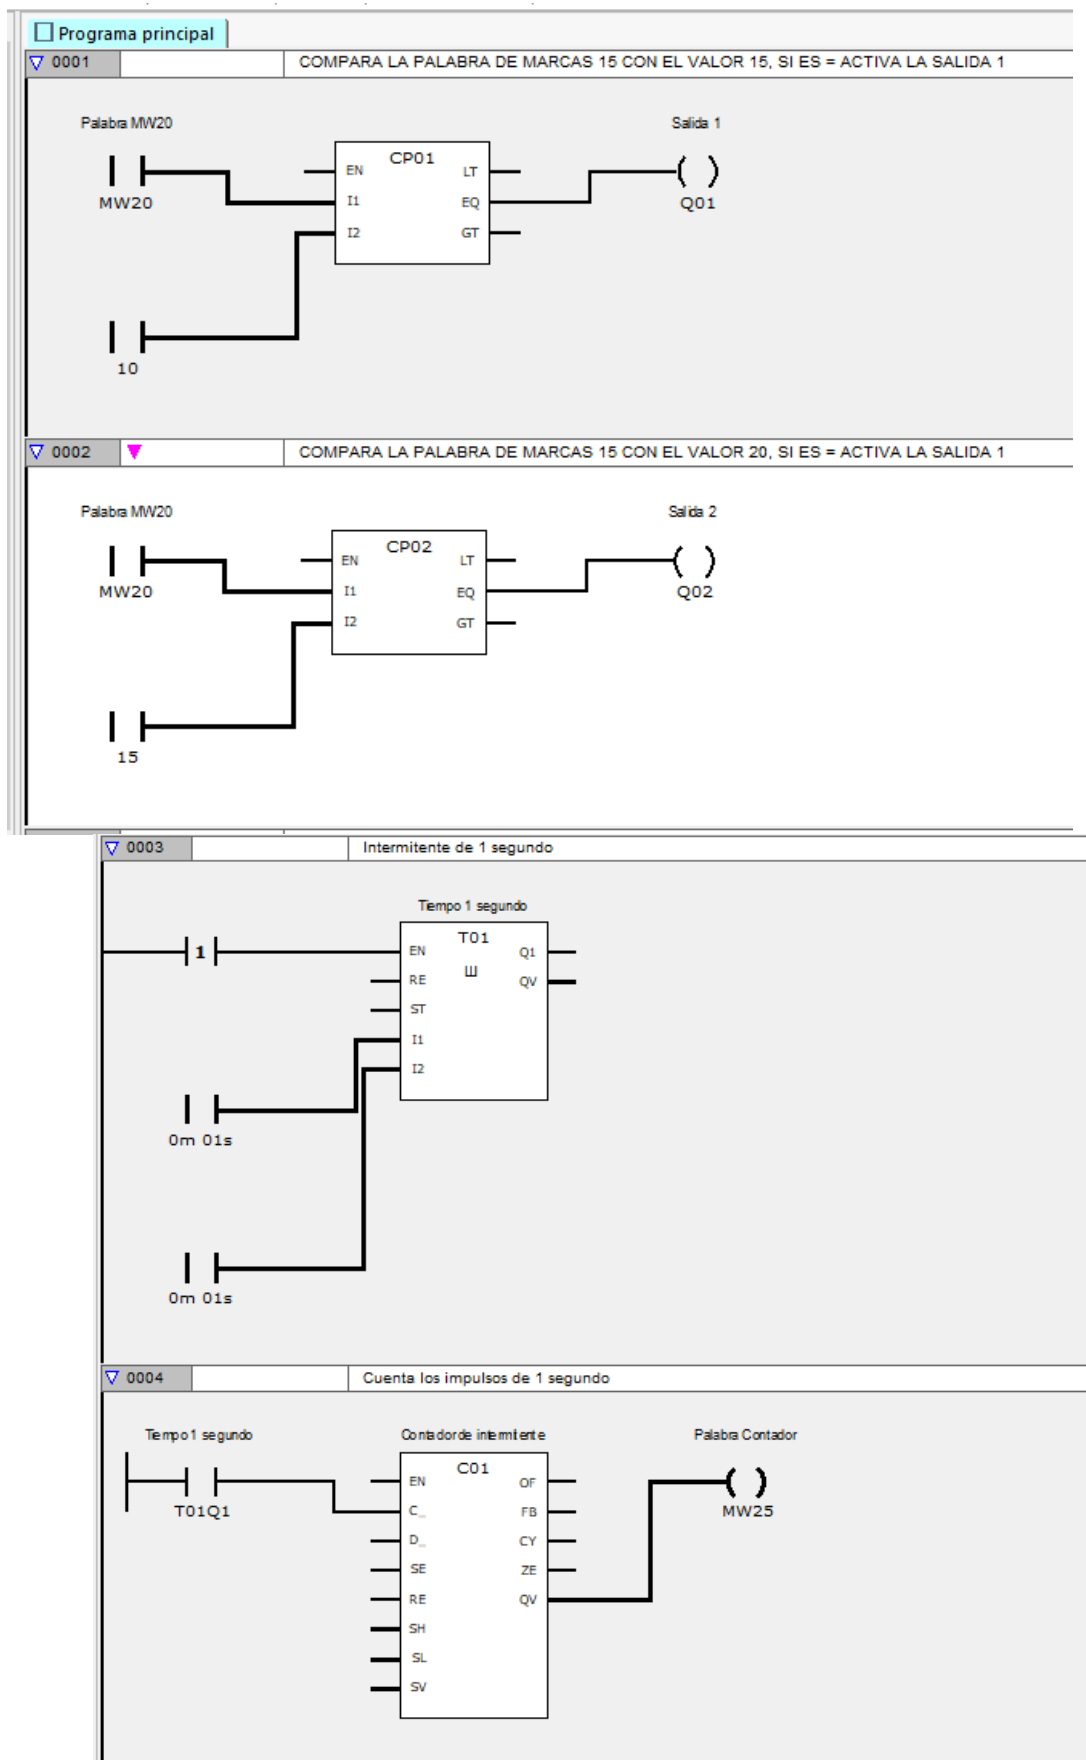 Programa principal
0001 COMPARA LA PALABRA DE MARCAS 15 CON EL VALOR 15, SI ES = ACTIVA LA SALIDA 1
Palabra MW20 Salida 1
CP01
EN LT
MW20 I1 EQ Q01
I2 GT
10
0002 COMPARA LA PALABRA DE MARCAS 15 CON EL VALOR 20, SI ES = ACTIVA LA SALIDA 1
Palabra MW20 Salida 2
CP02
EN LT
MW20 I1 EQ Q02
I2 GT
15
0003 Intermitente de 1 segundo
Tiempo 1 segundo
T01
1 EN Q1
RE Ш QV
ST
I1
I2
0m 01s
0m 01s
0004 Cuenta los impulsos de 1 segundo
Tiempo 1 segundo Contador de intermitente Palabra Contador
C01
EN OF
T01Q1 C_ FB MW25
D_ CY
SE ZE
RE QV
SH
SL
SV